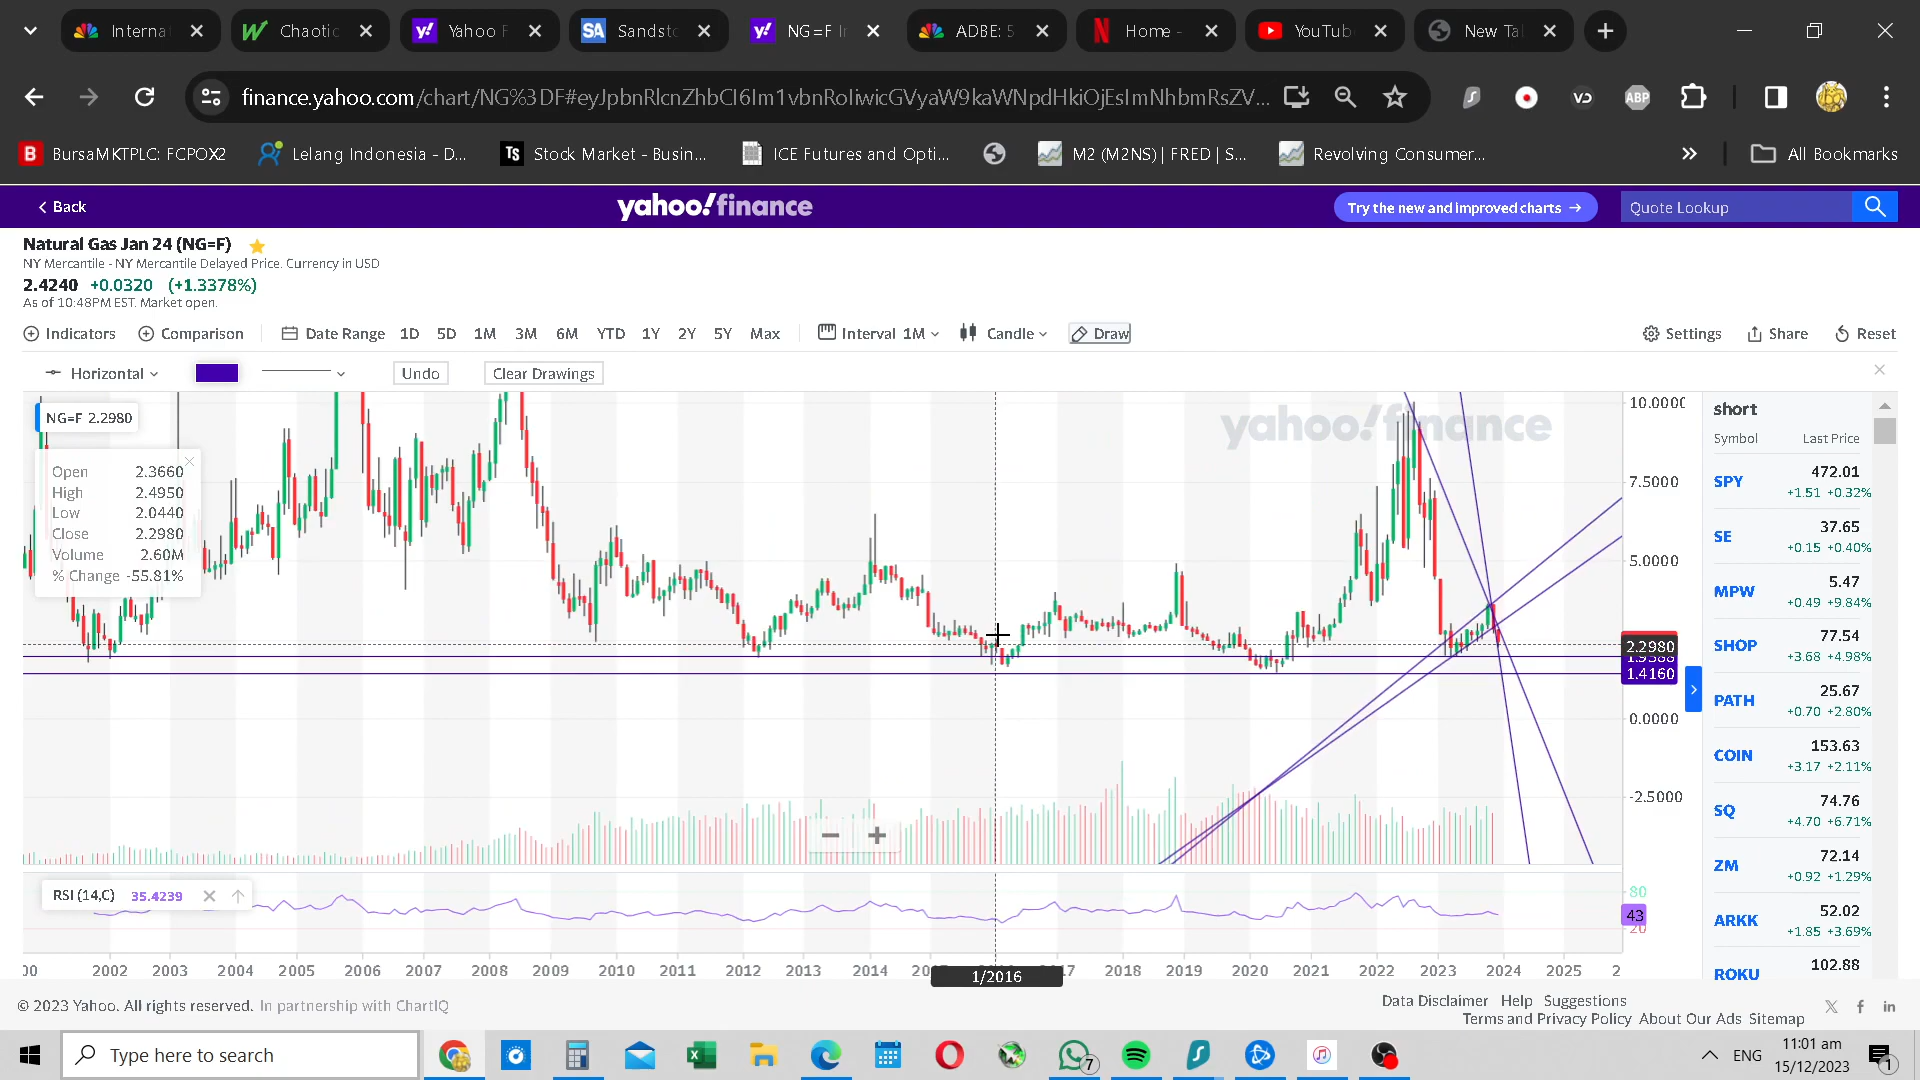 Interna
Chaotic
Yahoo F
SA
Sandsto
NG=F In
ADBE: 5
Home -
YouTub
New Ta
finance.yahoo.com/chart/NG%3DF#eyJpbnRlcnZhbCI6Im1vbnRoIiwicGVyaW9kaWNpdHkiOjEsImNhbmRsZV...
VD
ABP
B BursaMKTPLC: FCPOX2
Lelang Indonesia - D...
Ts Stock Market - Busin...
ICE Futures and Opti...
M2 (M2NS) | FRED | S...
Revolving Consumer...
All Bookmarks
Back
yahoo!finance
Try the new and improved charts →
Quote Lookup
Natural Gas Jan 24 (NG=F)
NY Mercantile - NY Mercantile Delayed Price. Currency in USD
2.4240 +0.0320 (+1.3378%)
As of 10:48PM EST. Market open.
Indicators Comparison Date Range 1D 5D 1M 3M 6M YTD 1Y 2Y 5Y Max Interval 1M Candle Draw Settings Share Reset
Horizontal Undo Clear Drawings
NG=F 2.2980
Open 2.3660
High 2.4950
Low 2.0440
Close 2.2980
Volume 2.60M
% Change -55.81%
yahoo!finance
10.0000
7.5000
5.0000
2.2980
1.4160
0.0000
-2.5000
RSI (14,C) 35.4239
80
43
20
00 2002 2003 2004 2005 2006 2007 2008 2009 2010 2011 2012 2013 2014 1/2016 17 2018 2019 2020 2021 2022 2023 2024 2025 2
short
Symbol Last Price
SPY 472.01
+1.51 +0.32%
SE 37.65
+0.15 +0.40%
MPW 5.47
+0.49 +9.84%
SHOP 77.54
+3.68 +4.98%
PATH 25.67
+0.70 +2.80%
COIN 153.63
+3.17 +2.11%
SQ 74.76
+4.70 +6.71%
ZM 72.14
+0.92 +1.29%
ARKK 52.02
+1.85 +3.69%
ROKU 102.88
© 2023 Yahoo. All rights reserved. In partnership with ChartIQ
Data Disclaimer Help Suggestions
Terms and Privacy Policy About Our Ads Sitemap
Type here to search
7
ENG
11:01 am
15/12/2023
1